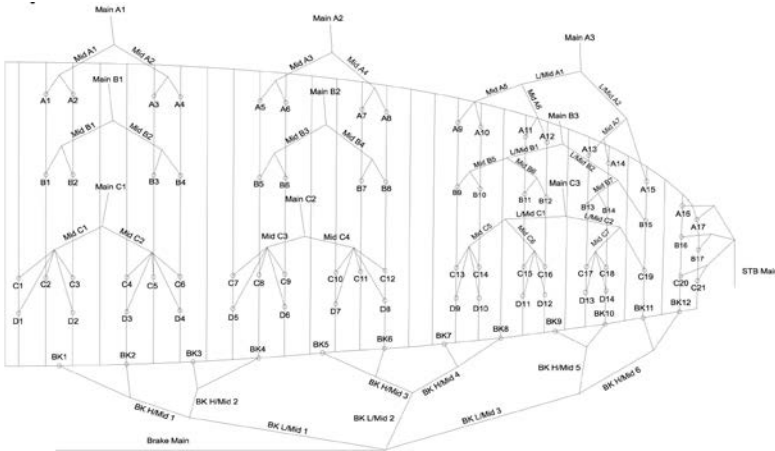 Main A1
Main A2
Main A3
Mid A1
Mid A2
Mid A3
Mid A4
Mid A5
L/Mid A1
Mid A6
L/Mid A2
Mid A7
A1
A2
A3
A4
A5
A6
A7
A8
A9
A10
A11
A12
A13
A14
A15
A16
A17
Main B1
Main B2
Main B3
Mid B1
Mid B2
Mid B3
Mid B4
Mid B5
L/Mid B1
Mid B6
L/Mid B2
Mid B7
B1
B2
B3
B4
B5
B6
B7
B8
B9
B10
B11
B12
B13
B14
B15
B16
B17
Main C1
Main C2
Main C3
Mid C1
Mid C2
Mid C3
Mid C4
Mid C5
L/Mid C1
Mid C6
L/Mid C2
Mid C7
C1
C2
C3
C4
C5
C6
C7
C8
C9
C10
C11
C12
C13
C14
C15
C16
C17
C18
C19
C20
C21
STB Main
D1
D2
D3
D4
D5
D6
D7
D8
D9
D10
D11
D12
D13
D14
BK1
BK2
BK3
BK4
BK5
BK6
BK7
BK8
BK9
BK10
BK11
BK12
BK H/Mid 1
BK H/Mid 2
BK H/Mid 3
BK H/Mid 4
BK H/Mid 5
BK H/Mid 6
BK L/Mid 1
BK L/Mid 2
BK L/Mid 3
Brake Main